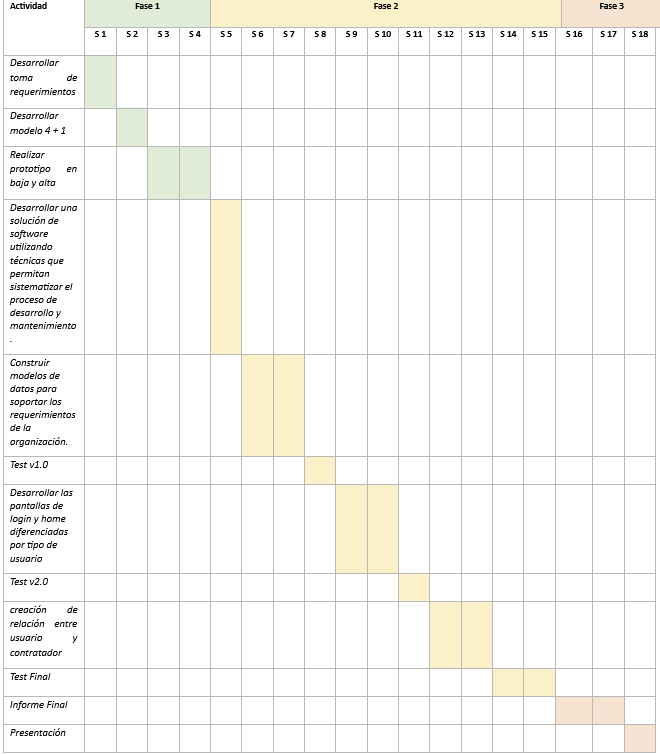 Actividad Fase 1 Fase 2 Fase 3
S 1 S 2 S 3 S 4 S 5 S 6 S 7 S 8 S 9 S 10 S 11 S 12 S 13 S 14 S 15 S 16 S 17 S 18
Desarrollar
toma de
requerimientos
Desarrollar
modelo 4 + 1
Realizar
prototipo en
baja y alta
Desarrollar una
solución de
software
utilizando
técnicas que
permitan
sistematizar el
proceso de
desarrollo y
mantenimiento
.
Construir
modelos de
datos para
soportar los
requerimientos
de la
organización.
Test v1.0
Desarrollar las
pantallas de
login y home
diferenciadas
por tipo de
usuario
Test v2.0
creación de
relación entre
usuario y
contratador
Test Final
Informe Final
Presentación